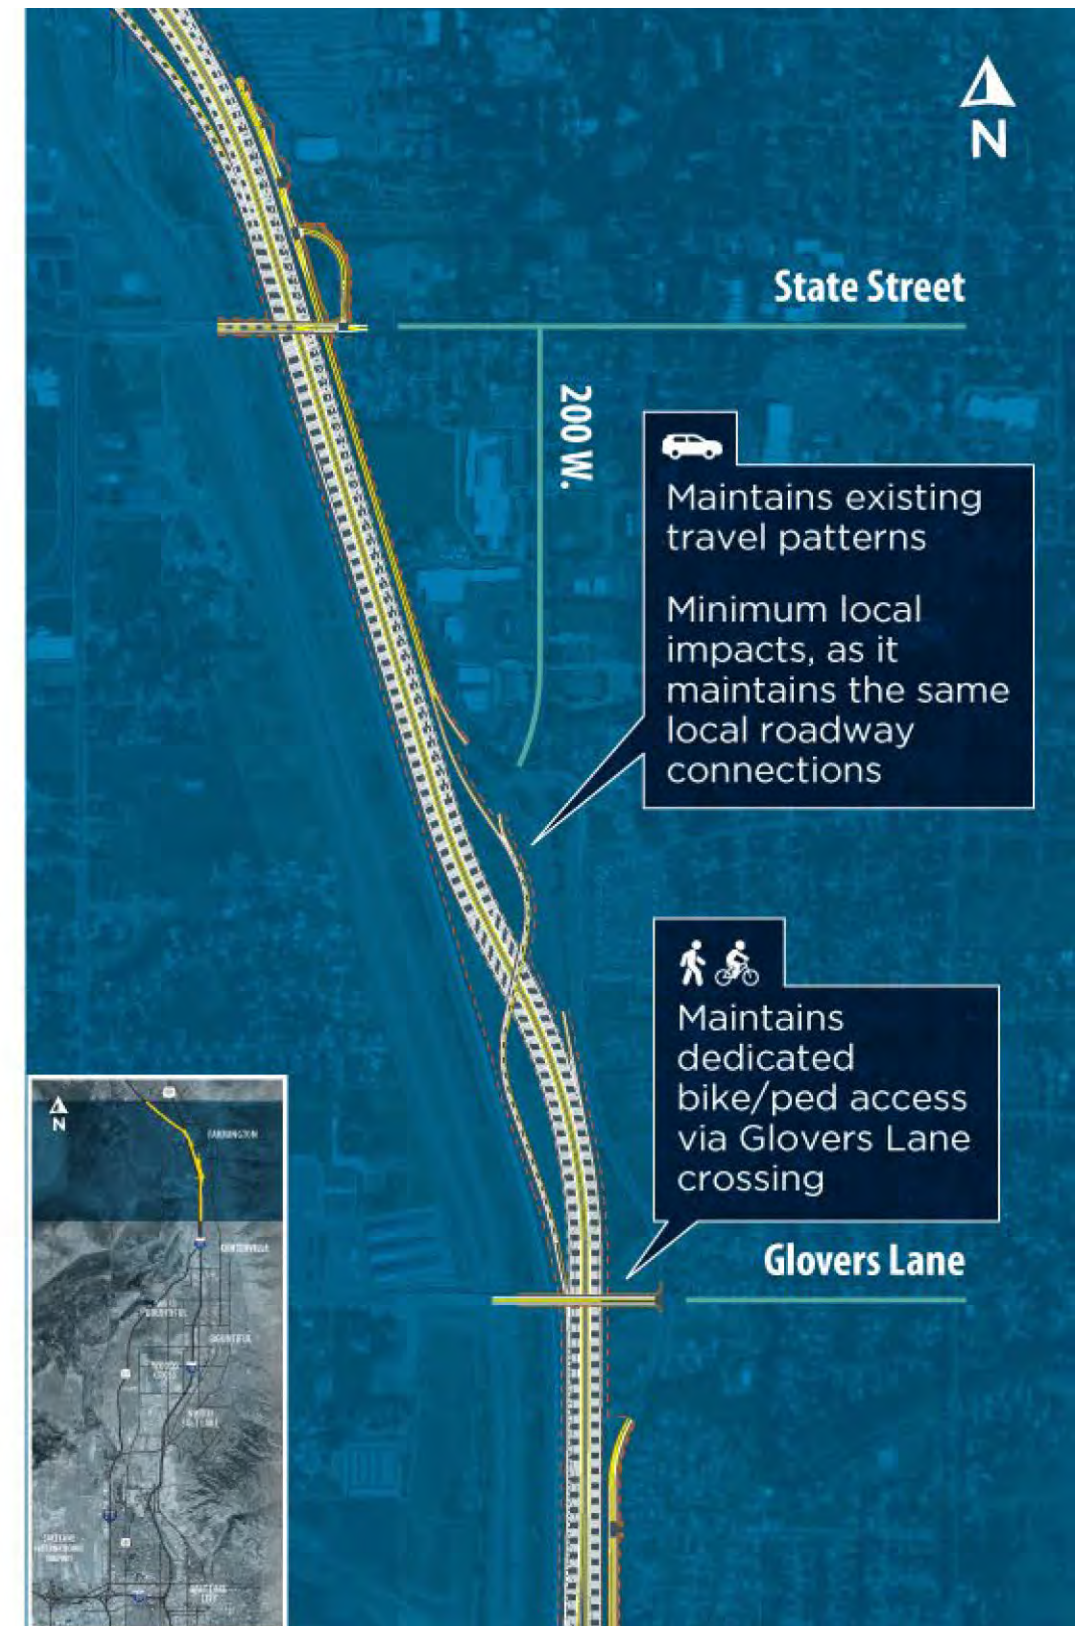 N
State Street
200 W.
Maintains existing
travel patterns
Minimum local
impacts, as it
maintains the same
local roadway
connections
Maintains
dedicated
bike/ped access
via Glovers Lane
crossing
Glovers Lane
N
FARMINGTON
CENTERVILLE
BOUNTIFUL